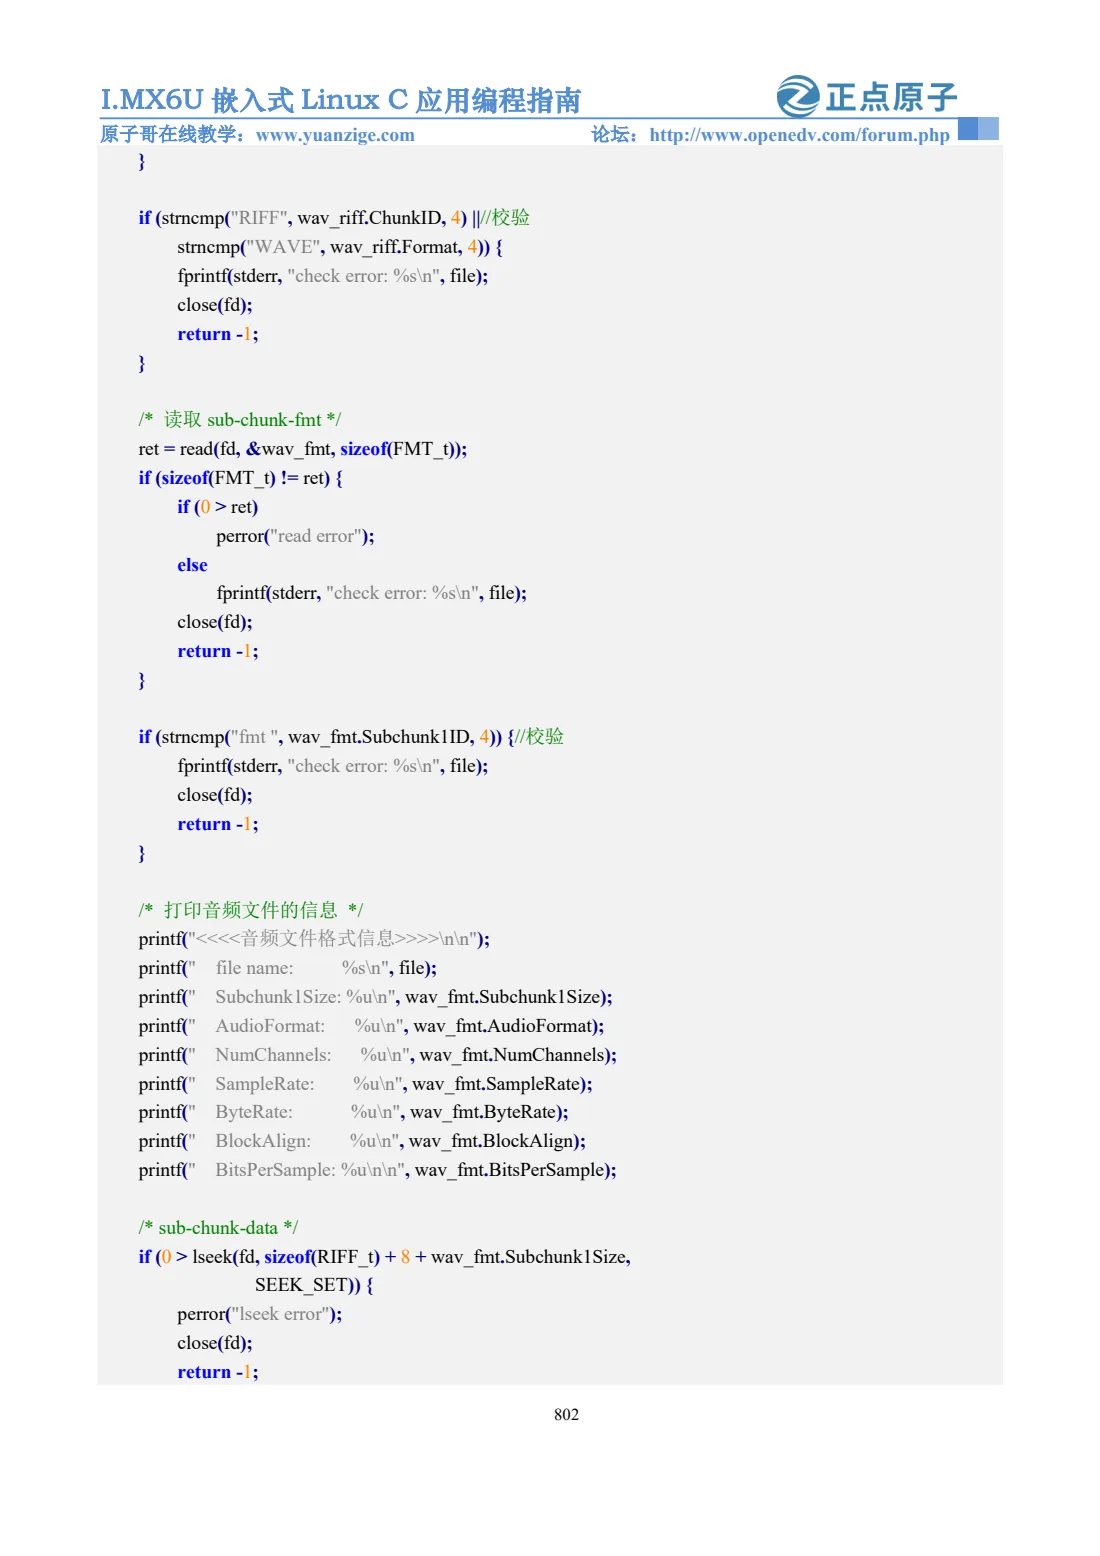 I.MX6U 嵌入式 Linux C 应用编程指南
正点原子
原子哥在线教学：www.yuanzige.com 论坛：http://www.openedv.com/forum.php
}
if (strncmp("RIFF", wav_riff.ChunkID, 4) ||//校验
strncmp("WAVE", wav_riff.Format, 4)) {
fprintf(stderr, "check error: %s\n", file);
close(fd);
return -1;
}
/* 读取 sub-chunk-fmt */
ret = read(fd, &wav_fmt, sizeof(FMT_t));
if (sizeof(FMT_t) != ret) {
if (0 > ret)
perror("read error");
else
fprintf(stderr, "check error: %s\n", file);
close(fd);
return -1;
}
if (strncmp("fmt ", wav_fmt.Subchunk1ID, 4)) {//校验
fprintf(stderr, "check error: %s\n", file);
close(fd);
return -1;
}
/* 打印音频文件的信息 */
printf("<<<<音频文件格式信息>>>>\n\n");
printf("    file name:          %s\n", file);
printf("    Subchunk1Size: %u\n", wav_fmt.Subchunk1Size);
printf("    AudioFormat:      %u\n", wav_fmt.AudioFormat);
printf("    NumChannels:      %u\n", wav_fmt.NumChannels);
printf("    SampleRate:        %u\n", wav_fmt.SampleRate);
printf("    ByteRate:            %u\n", wav_fmt.ByteRate);
printf("    BlockAlign:        %u\n", wav_fmt.BlockAlign);
printf("    BitsPerSample: %u\n\n", wav_fmt.BitsPerSample);
/* sub-chunk-data */
if (0 > lseek(fd, sizeof(RIFF_t) + 8 + wav_fmt.Subchunk1Size,
SEEK_SET)) {
perror("lseek error");
close(fd);
return -1;
802